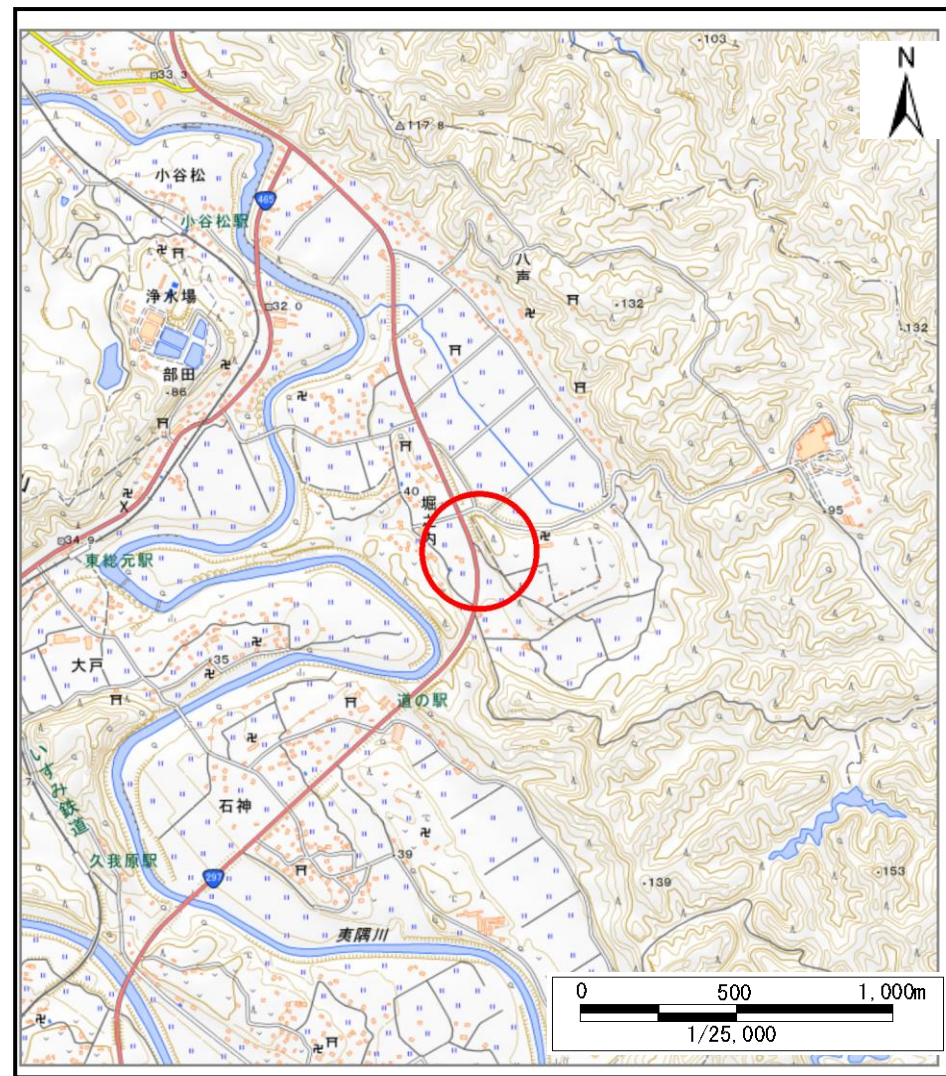 103
N
33.3
117.8
小谷松
465
小谷松駅
八声
浄水場
32.0
132
132
部田
86
40
堀之内
95
34.9
東総元駅
35
大戸
道の駅
いすみ鉄道
石神
久我原駅
39
297
139
153
夷隅川
0 500 1,000m
1/25,000